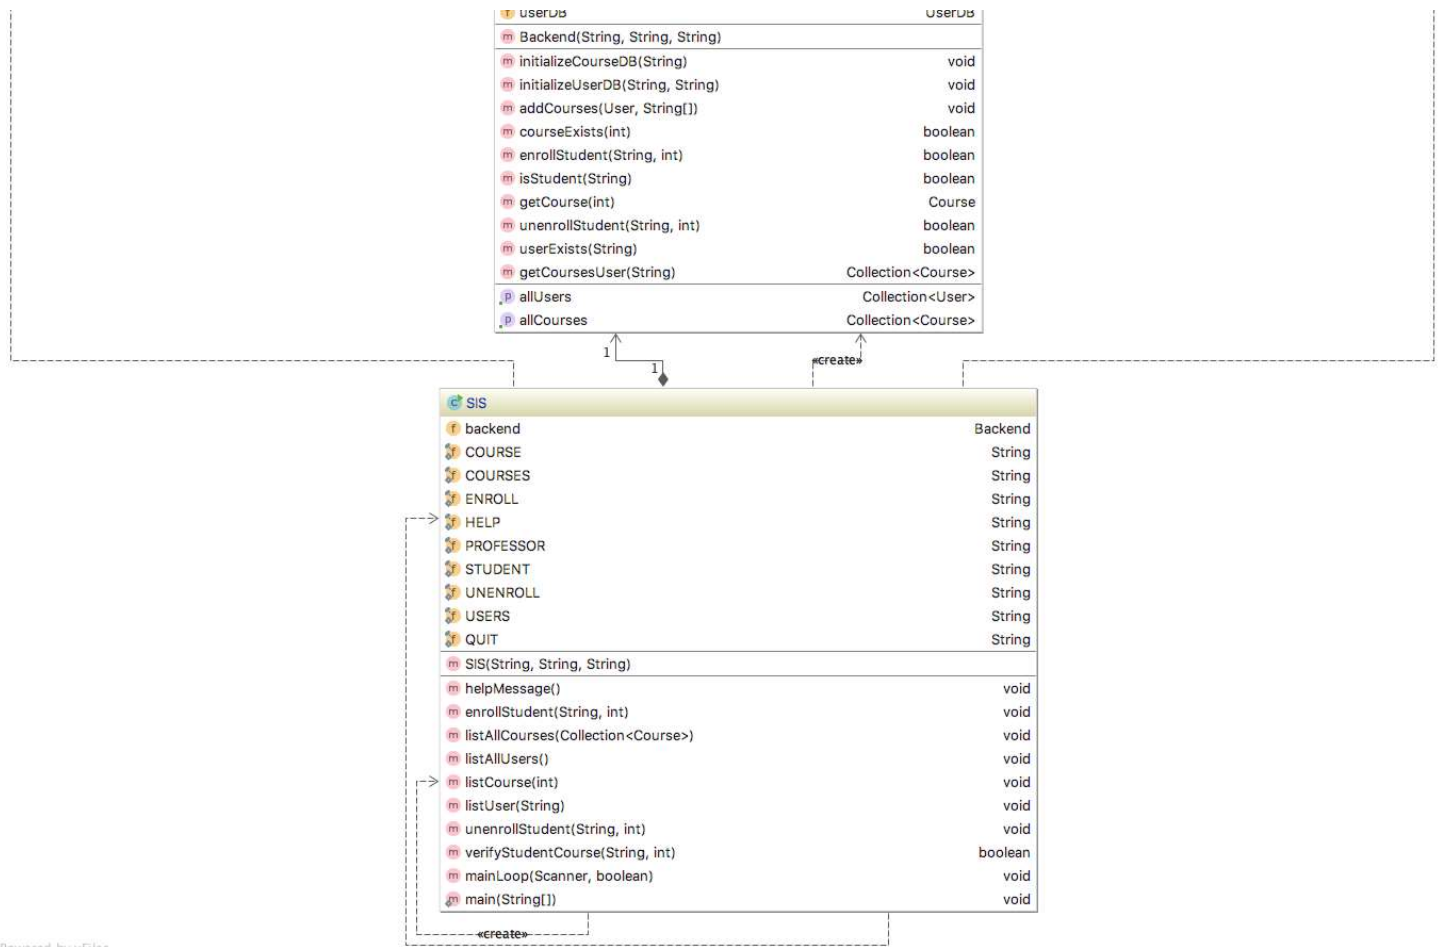 userDB UserDB
Backend(String, String, String)
initializeCourseDB(String) void
initializeUserDB(String, String) void
addCourses(User, String[]) void
courseExists(int) boolean
enrollStudent(String, int) boolean
isStudent(String) boolean
getCourse(int) Course
unenrollStudent(String, int) boolean
userExists(String) boolean
getCoursesUser(String) Collection<Course>
allUsers Collection<User>
allCourses Collection<Course>
1
«create»
1
SIS
backend Backend
COURSE String
COURSES String
ENROLL String
HELP String
PROFESSOR String
STUDENT String
UNENROLL String
USERS String
QUIT String
SIS(String, String, String)
helpMessage() void
enrollStudent(String, int) void
listAllCourses(Collection<Course>) void
listAllUsers() void
listCourse(int) void
listUser(String) void
unenrollStudent(String, int) void
verifyStudentCourse(String, int) boolean
mainLoop(Scanner, boolean) void
main(String[]) void
«create»